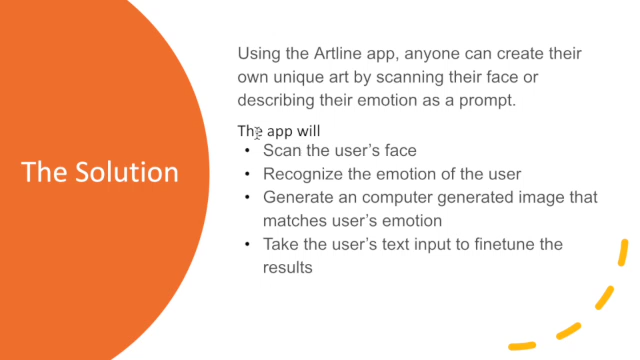 The Solution
Using the Artline app, anyone can create their
own unique art by scanning their face or
describing their emotion as a prompt.
The app will
• Scan the user's face
• Recognize the emotion of the user
• Generate an computer generated image that
matches user's emotion
• Take the user's text input to finetune the
results